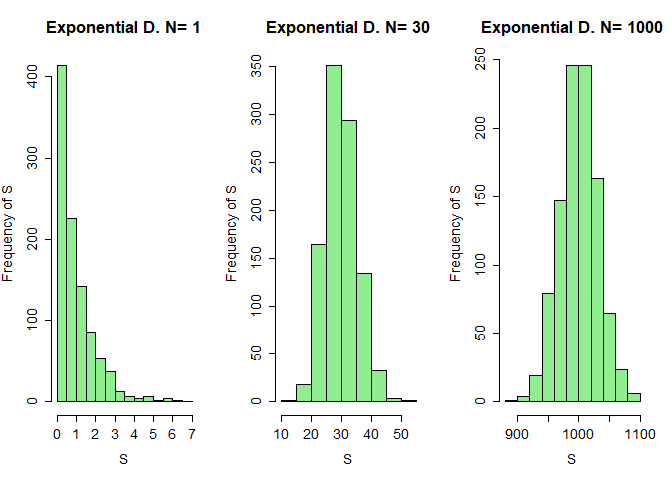 Exponential D. N= 1
Frequency of S
0
100
200
300
400
0 1 2 3 4 5 6 7
S
Exponential D. N= 30
Frequency of S
0
50
100
150
200
250
300
350
10 20 30 40 50
S
Exponential D. N= 1000
Frequency of S
0
50
100
150
200
250
900 1000 1100
S